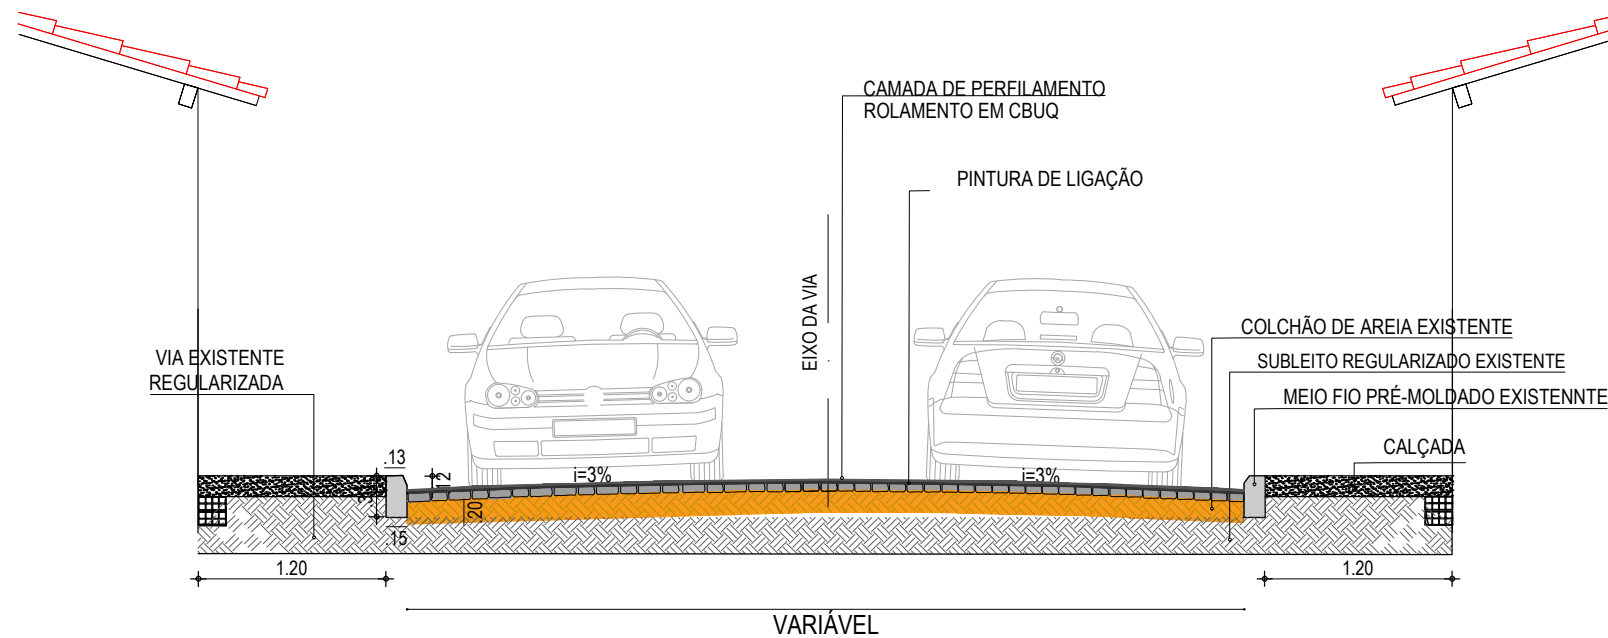 CAMADA DE PERFILAMENTO
ROLAMENTO EM CBUQ
PINTURA DE LIGAÇÃO
EIXO DA VIA
COLCHÃO DE AREIA EXISTENTE
SUBLEITO REGULARIZADO EXISTENTE
MEIO FIO PRÉ-MOLDADO EXISTENNTE
CALÇADA
VIA EXISTENTE
REGULARIZADA
.13
.12
i=3%
i=3%
.20
.15
1.20
1.20
VARIÁVEL